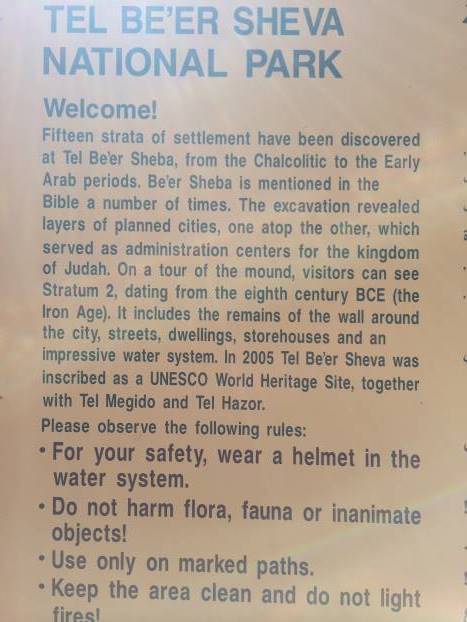 TEL BE'ER SHEVA
NATIONAL PARK
Welcome!
Fifteen strata of settlement have been discovered
at Tel Be'er Sheba, from the Chalcolitic to the Early
Arab periods. Be'er Sheba is mentioned in the
Bible a number of times. The excavation revealed
layers of planned cities, one atop the other, which
served as administration centers for the kingdom
of Judah. On a tour of the mound, visitors can see
Stratum 2, dating from the eighth century BCE (the
Iron Age). It includes the remains of the wall around
the city, streets, dwellings, storehouses and an
impressive water system. In 2005 Tel Be'er Sheva was
inscribed as a UNESCO World Heritage Site, together
with Tel Megido and Tel Hazor.
Please observe the following rules:
• For your safety, wear a helmet in the
water system.
• Do not harm flora, fauna or inanimate
objects!
• Use only on marked paths.
• Keep the area clean and do not light
fires!